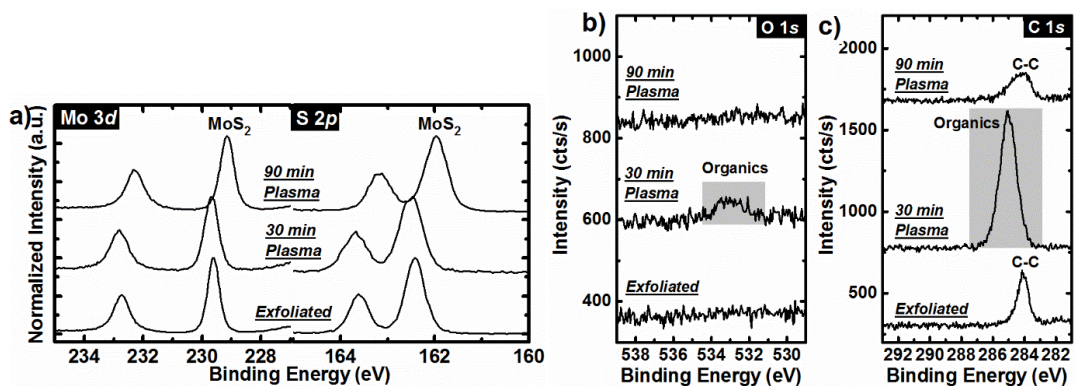 a)
Mo 3d
S 2p
MoS2
MoS2
90 min
Plasma
30 min
Plasma
Exfoliated
Normalized Intensity (a.u.)
234 232 230 228 164 162 160
Binding Energy (eV)
b)
O 1s
1000
800
600
400
Intensity (cts/s)
90 min
Plasma
Organics
30 min
Plasma
Exfoliated
538 536 534 532 530
Binding Energy (eV)
c)
C 1s
2000
1500
1000
500
Intensity (cts/s)
90 min
Plasma
C-C
Organics
30 min
Plasma
C-C
Exfoliated
292 290 288 286 284 282
Binding Energy (eV)